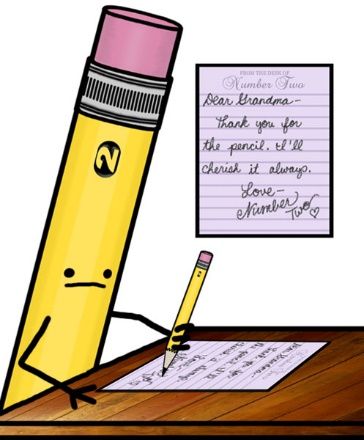 2
FROM THE DESK OF
Number Two
Dear Grandma-
Thank you for
the pencil. I'll
cherish it always.
Love-
Number
Two